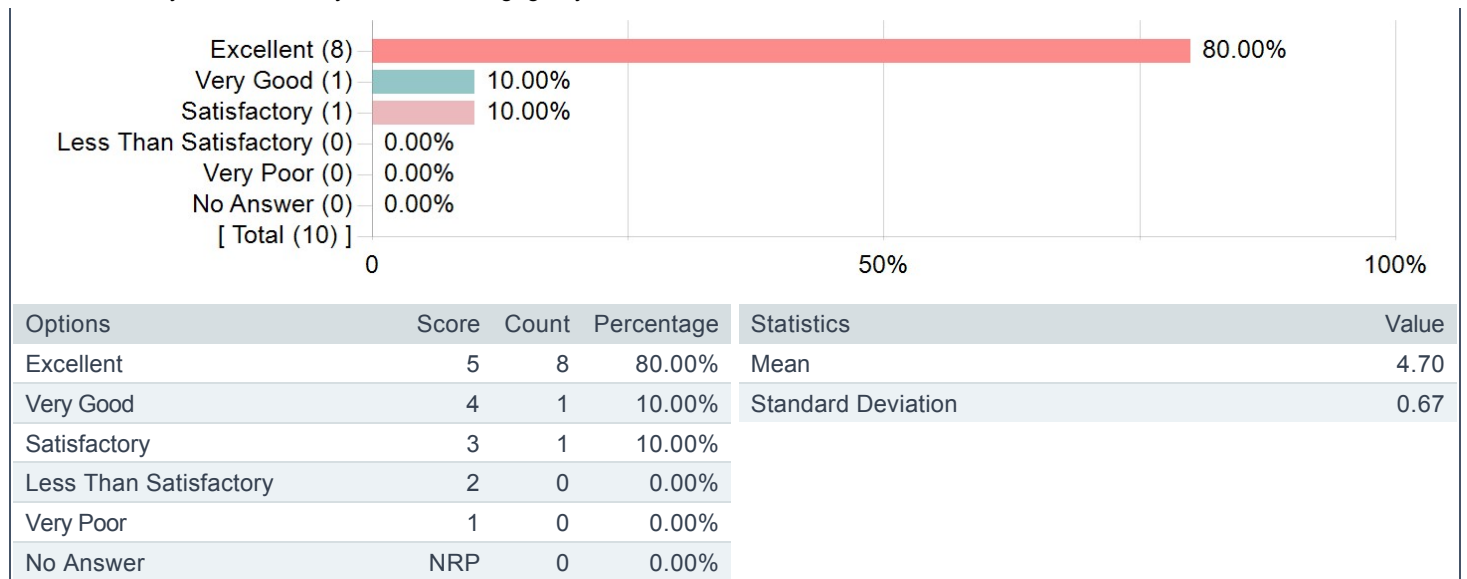 Excellent (8) 80.00%
Very Good (1) 10.00%
Satisfactory (1) 10.00%
Less Than Satisfactory (0) 0.00%
Very Poor (0) 0.00%
No Answer (0) 0.00%
[ Total (10) ]
0 50% 100%
Options Score Count Percentage Statistics Value
Excellent 5 8 80.00% Mean 4.70
Very Good 4 1 10.00% Standard Deviation 0.67
Satisfactory 3 1 10.00%
Less Than Satisfactory 2 0 0.00%
Very Poor 1 0 0.00%
No Answer NRP 0 0.00%